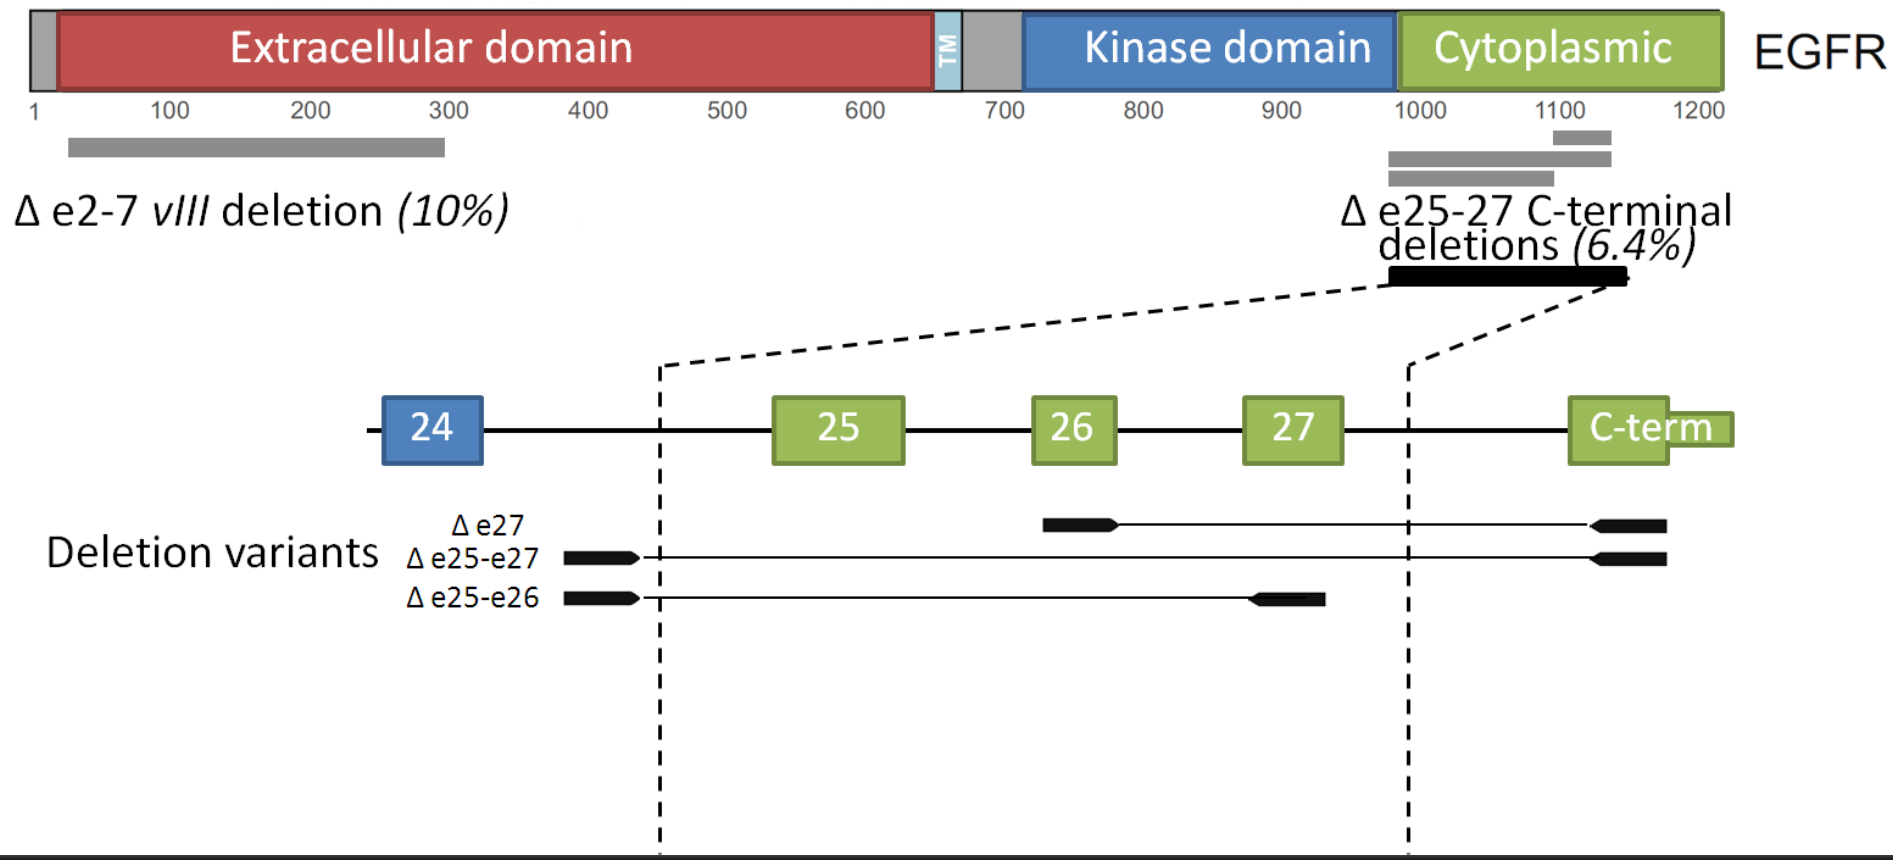 Extracellular domain TM Kinase domain Cytoplasmic EGFR
1 100 200 300 400 500 600 700 800 900 1000 1100 1200
Δ e2-7 vIII deletion (10%)
Δ e25-27 C-terminal
deletions (6.4%)
24 25 26 27 C-term
Deletion variants
Δ e27
Δ e25-e27
Δ e25-e26